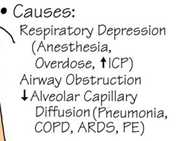 • Causes:
Respiratory Depression
(Anesthesia,
Overdose, ↑ICP)
Airway Obstruction
↓Alveolar Capillary
Diffusion (Pneumonia,
COPD, ARDS, PE)